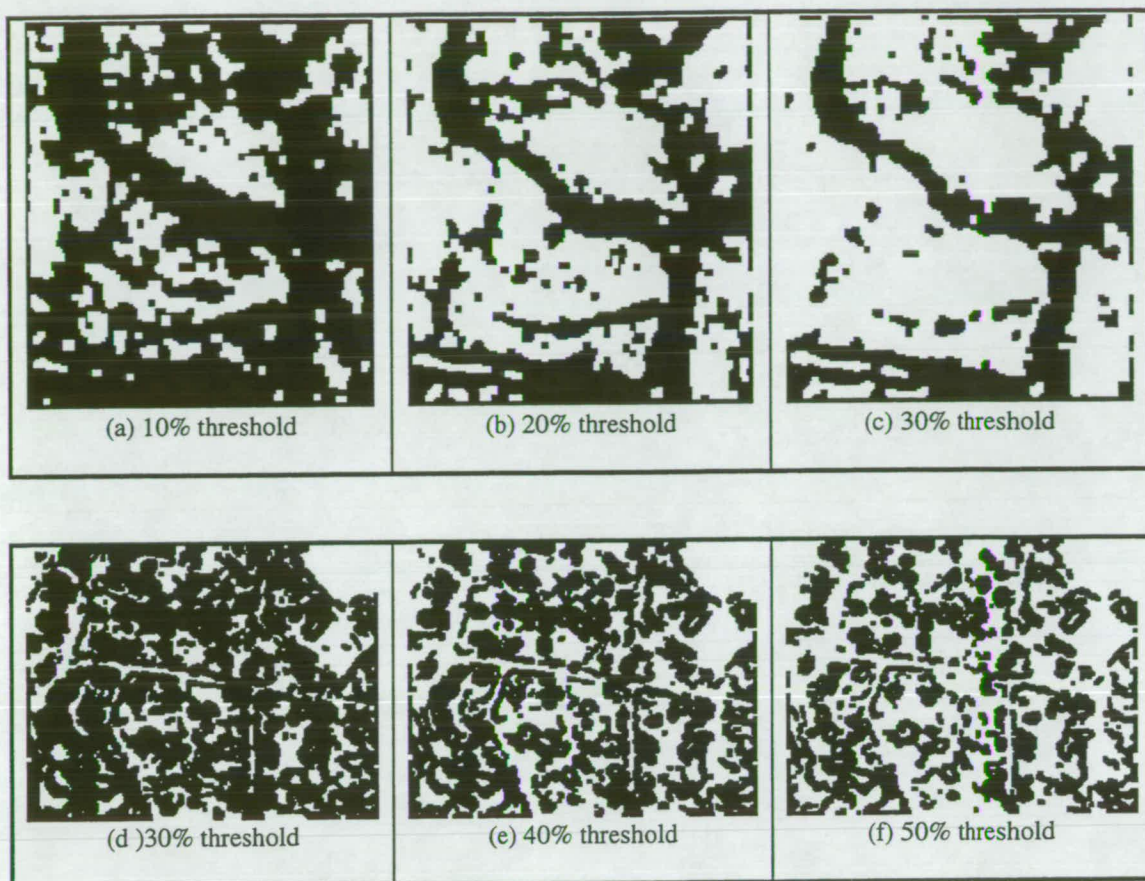 (a) 10% threshold
(b) 20% threshold
(c) 30% threshold
(d )30% threshold
(e) 40% threshold
(f) 50% threshold